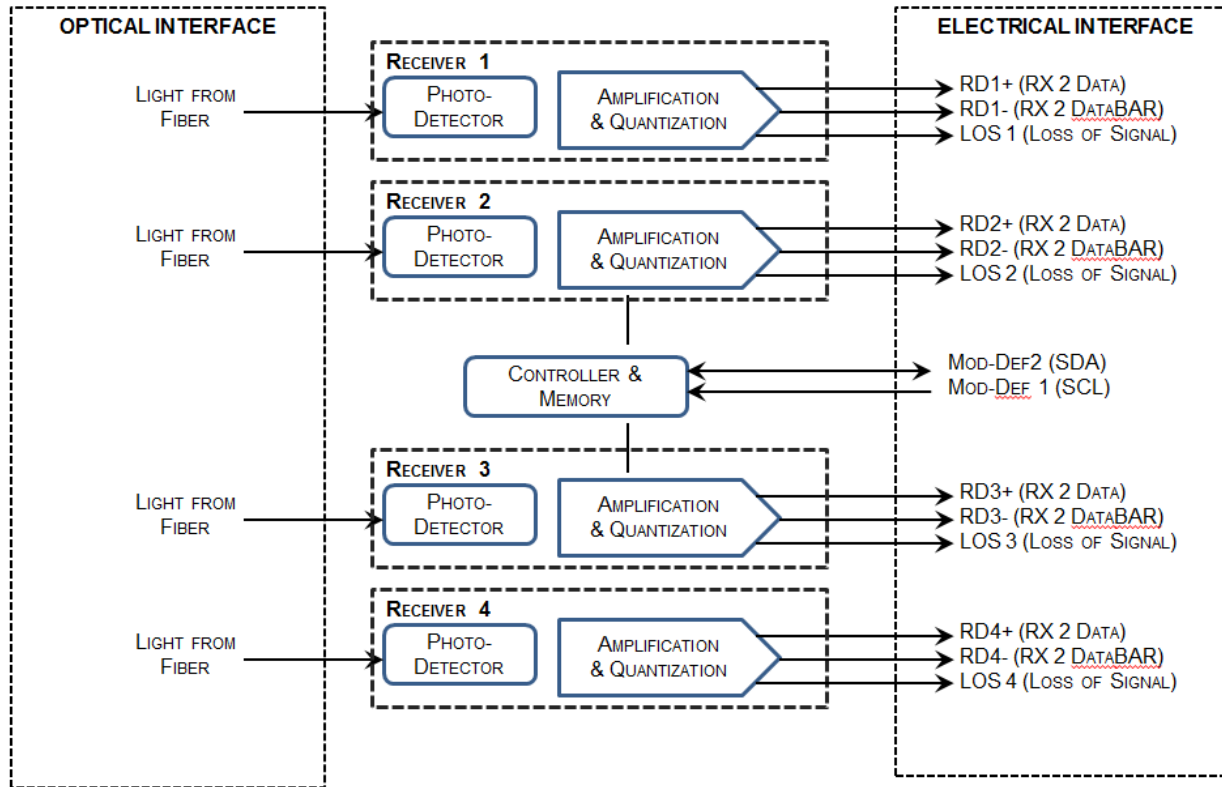 OPTICAL INTERFACE
ELECTRICAL INTERFACE
RECEIVER 1
LIGHT FROM
FIBER
PHOTO-
DETECTOR
AMPLIFICATION
& QUANTIZATION
RD1+ (RX 2 DATA)
RD1- (RX 2 DATABAR)
LOS 1 (LOSS OF SIGNAL)
RECEIVER 2
LIGHT FROM
FIBER
PHOTO-
DETECTOR
AMPLIFICATION
& QUANTIZATION
RD2+ (RX 2 DATA)
RD2- (RX 2 DATABAR)
LOS 2 (LOSS OF SIGNAL)
CONTROLLER &
MEMORY
MOD-DEF2 (SDA)
MOD-DEF 1 (SCL)
RECEIVER 3
LIGHT FROM
FIBER
PHOTO-
DETECTOR
AMPLIFICATION
& QUANTIZATION
RD3+ (RX 2 DATA)
RD3- (RX 2 DATABAR)
LOS 3 (LOSS OF SIGNAL)
RECEIVER 4
LIGHT FROM
FIBER
PHOTO-
DETECTOR
AMPLIFICATION
& QUANTIZATION
RD4+ (RX 2 DATA)
RD4- (RX 2 DATABAR)
LOS 4 (LOSS OF SIGNAL)